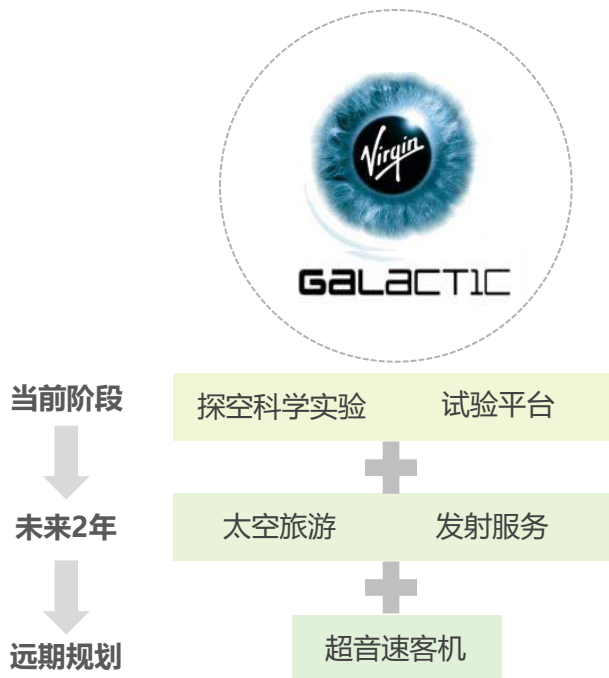 Virgin
GALACTIC
当前阶段
探空科学实验 试验平台
未来2年
太空旅游 发射服务
远期规划
超音速客机